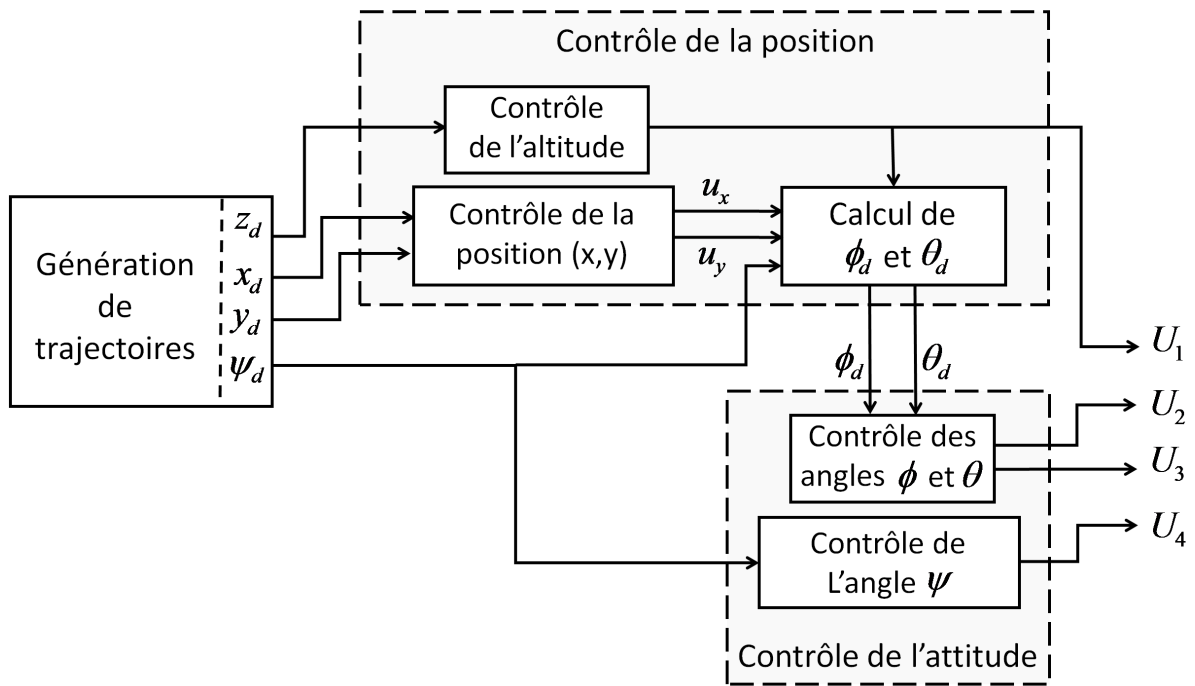 Contrôle de la position
Contrôle
de l'altitude
Génération
de
trajectoires
z_d
x_d
y_d
ψ_d
Contrôle de la
position (x,y)
u_x
u_y
Calcul de
ϕ_d et θ_d
ϕ_d
θ_d
U_1
U_2
U_3
U_4
Contrôle des
angles ϕ et θ
Contrôle de
L'angle ψ
Contrôle de l'attitude